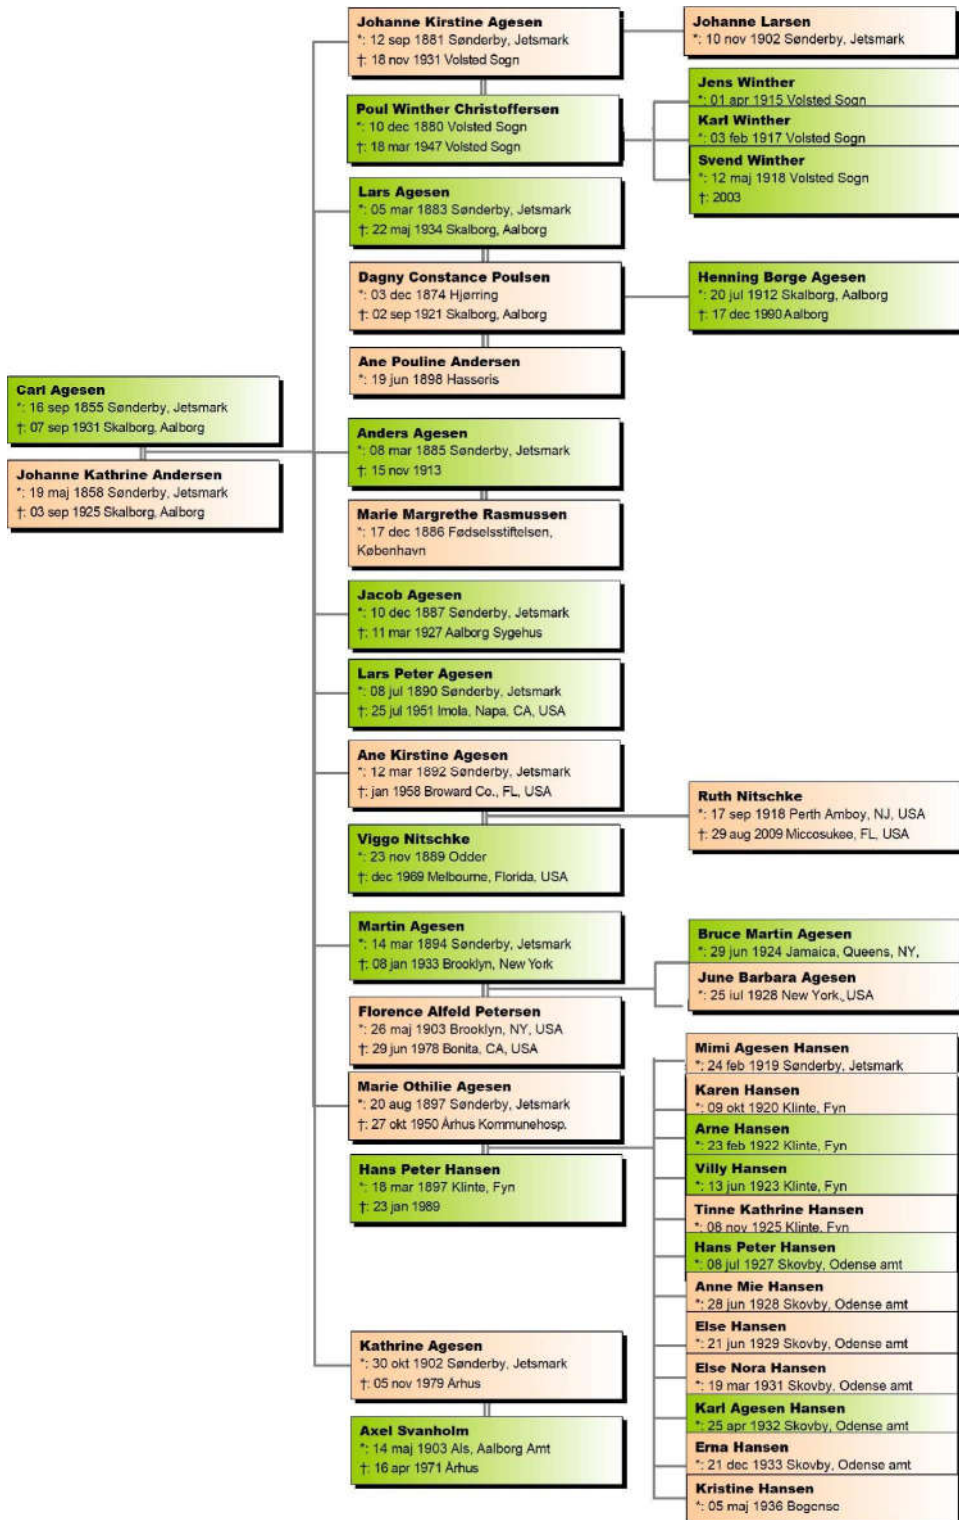 Carl Agesen
*: 16 sep 1855 Sønderby, Jetsmark
†: 07 sep 1931 Skalborg, Aalborg
Johanne Kathrine Andersen
*: 19 maj 1858 Sønderby, Jetsmark
†: 03 sep 1925 Skalborg, Aalborg
Johanne Kirstine Agesen
*: 12 sep 1881 Sønderby, Jetsmark
†: 18 nov 1931 Volsted Sogn
Poul Winther Christoffersen
*: 10 dec 1880 Volsted Sogn
†: 18 mar 1947 Volsted Sogn
Lars Agesen
*: 05 mar 1883 Sønderby, Jetsmark
†: 22 maj 1934 Skalborg, Aalborg
Dagny Constance Poulsen
*: 03 dec 1874 Hjørring
†: 02 sep 1921 Skalborg, Aalborg
Ane Pouline Andersen
*: 19 jun 1898 Hasseris
Anders Agesen
*: 08 mar 1885 Sønderby, Jetsmark
†: 15 nov 1913
Marie Margrethe Rasmussen
*: 17 dec 1886 Fødselsstiftelsen,
København
Jacob Agesen
*: 10 dec 1887 Sønderby, Jetsmark
†: 11 mar 1927 Aalborg Sygehus
Lars Peter Agesen
*: 08 jul 1890 Sønderby, Jetsmark
†: 25 jul 1951 Imola, Napa, CA, USA
Ane Kirstine Agesen
*: 12 mar 1892 Sønderby, Jetsmark
†: jan 1958 Broward Co., FL, USA
Viggo Nitschke
*: 23 nov 1889 Odder
†: dec 1969 Melbourne, Florida, USA
Martin Agesen
*: 14 mar 1894 Sønderby, Jetsmark
†: 08 jan 1933 Brooklyn, New York
Florence Alfeld Petersen
*: 26 maj 1903 Brooklyn, NY, USA
†: 29 jun 1978 Bonita, CA, USA
Marie Othilie Agesen
*: 20 aug 1897 Sønderby, Jetsmark
†: 27 okt 1950 Århus Kommunehosp.
Hans Peter Hansen
*: 18 mar 1897 Klinte, Fyn
†: 23 jan 1989
Kathrine Agesen
*: 30 okt 1902 Sønderby, Jetsmark
†: 05 nov 1979 Århus
Axel Svanholm
*: 14 maj 1903 Als, Aalborg Amt
†: 16 apr 1971 Århus
Johanne Larsen
*: 10 nov 1902 Sønderby, Jetsmark
Jens Winther
*: 01 apr 1915 Volsted Sogn
Karl Winther
*: 03 feb 1917 Volsted Sogn
Svend Winther
*: 12 maj 1918 Volsted Sogn
†: 2003
Henning Børge Agesen
*: 20 jul 1912 Skalborg, Aalborg
†: 17 dec 1990 Aalborg
Ruth Nitschke
*: 17 sep 1918 Perth Amboy, NJ, USA
†: 29 aug 2009 Miccosukee, FL, USA
Bruce Martin Agesen
*: 29 jun 1924 Jamaica, Queens, NY,
June Barbara Agesen
*: 25 jul 1928 New York, USA
Mimi Agesen Hansen
*: 24 feb 1919 Sønderby, Jetsmark
Karen Hansen
*: 09 okt 1920 Klinte, Fyn
Arne Hansen
*: 23 feb 1922 Klinte, Fyn
Villy Hansen
*: 13 jun 1923 Klinte, Fyn
Tinne Kathrine Hansen
*: 08 nov 1925 Klinte, Fyn
Hans Peter Hansen
*: 08 jul 1927 Skovby, Odense amt
Anne Mie Hansen
*: 28 jun 1928 Skovby, Odense amt
Else Hansen
*: 21 jun 1929 Skovby, Odense amt
Else Nora Hansen
*: 19 mar 1931 Skovby, Odense amt
Karl Agesen Hansen
*: 25 apr 1932 Skovby, Odense amt
Erna Hansen
*: 21 dec 1933 Skovby, Odense amt
Kristine Hansen
*: 05 maj 1936 Bogense